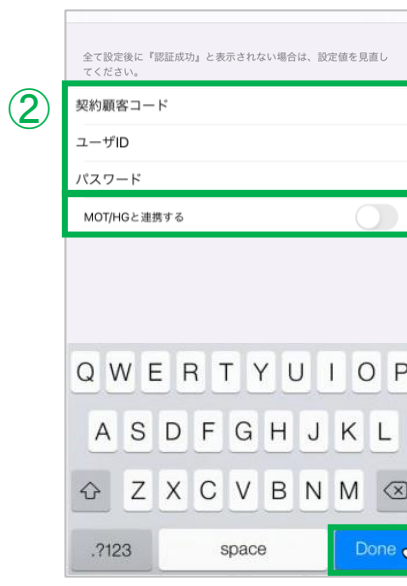 全て設定後に『認証成功』と表示されない場合は、設定値を見直し
てください。
②
契約顧客コード
ユーザID
パスワード
MOT/HGと連携する
Q W E R T Y U I O P
A S D F G H J K L
Z X C V B N M
.?123 space Done